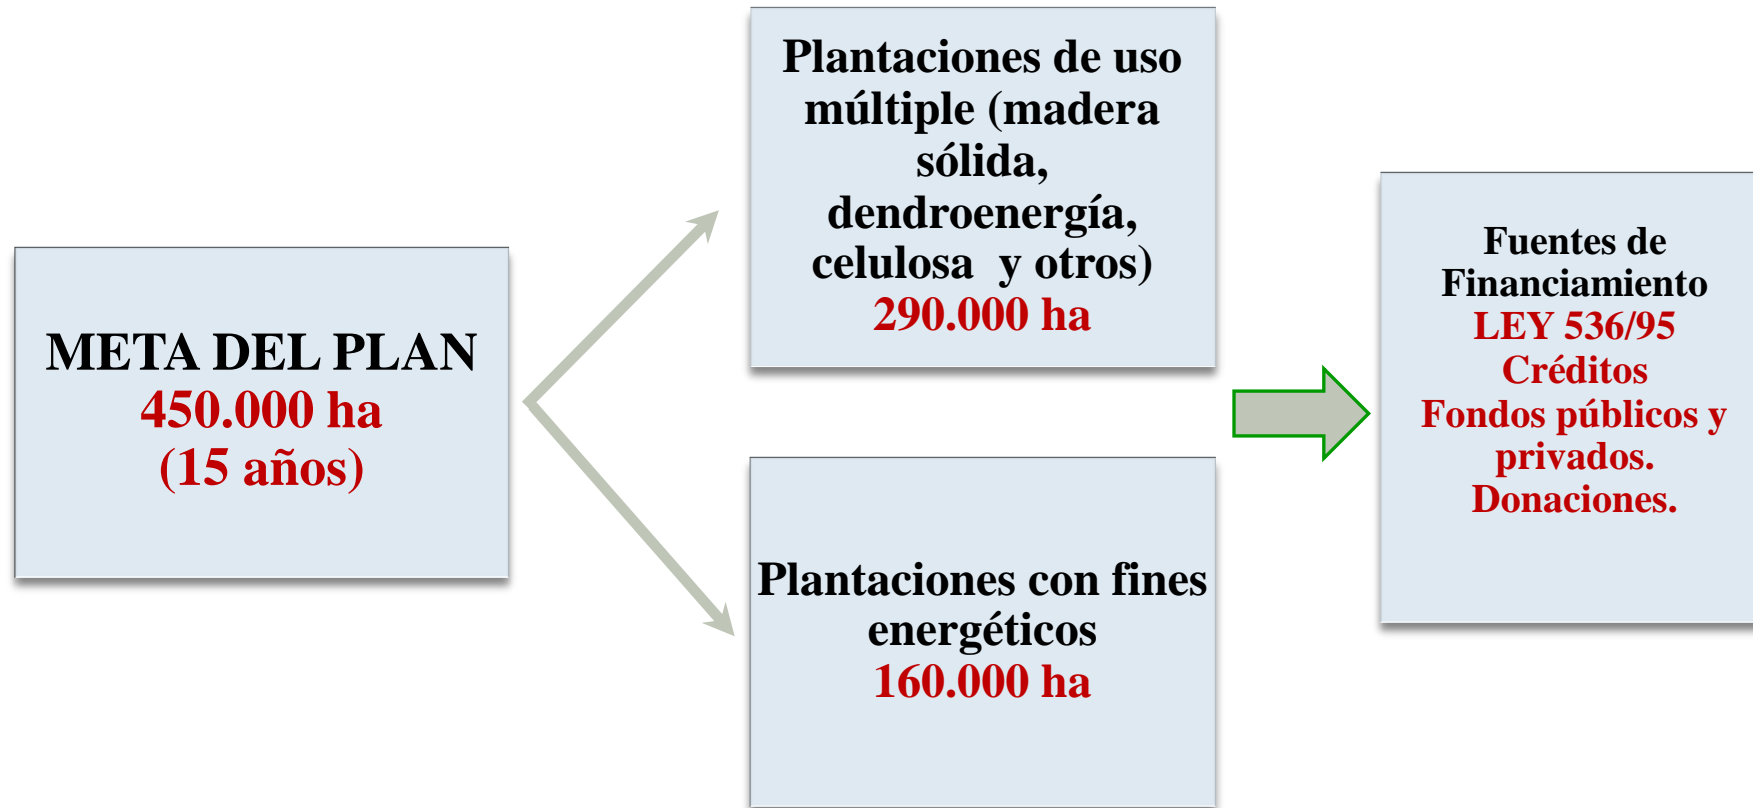 META DEL PLAN
450.000 ha
(15 años)
Plantaciones de uso
múltiple (madera
sólida,
dendroenergía,
celulosa y otros)
290.000 ha
Plantaciones con fines
energéticos
160.000 ha
Fuentes de
Financiamiento
LEY 536/95
Créditos
Fondos públicos y
privados.
Donaciones.